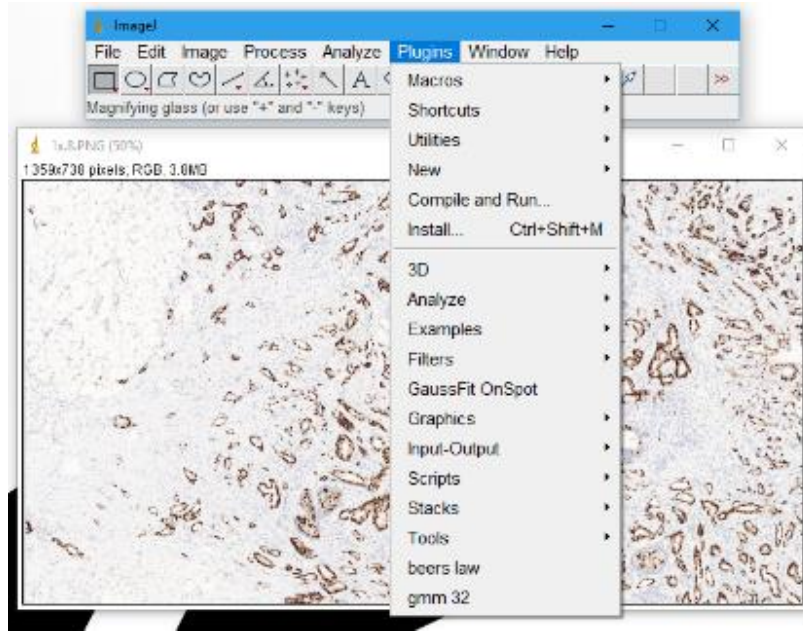 ImageJ
File Edit Image Process Analyze Plugins Window Help
A
>>
Magnifying glass (or use "+" and "-" keys)
1359x738 pixels; RGB; 3.8MB
Macros
Shortcuts
Utilities
New
Compile and Run...
Install... Ctrl+Shift+M
3D
Analyze
Examples
Filters
GaussFit OnSpot
Graphics
Input-Output
Scripts
Stacks
Tools
beers law
gmm 32